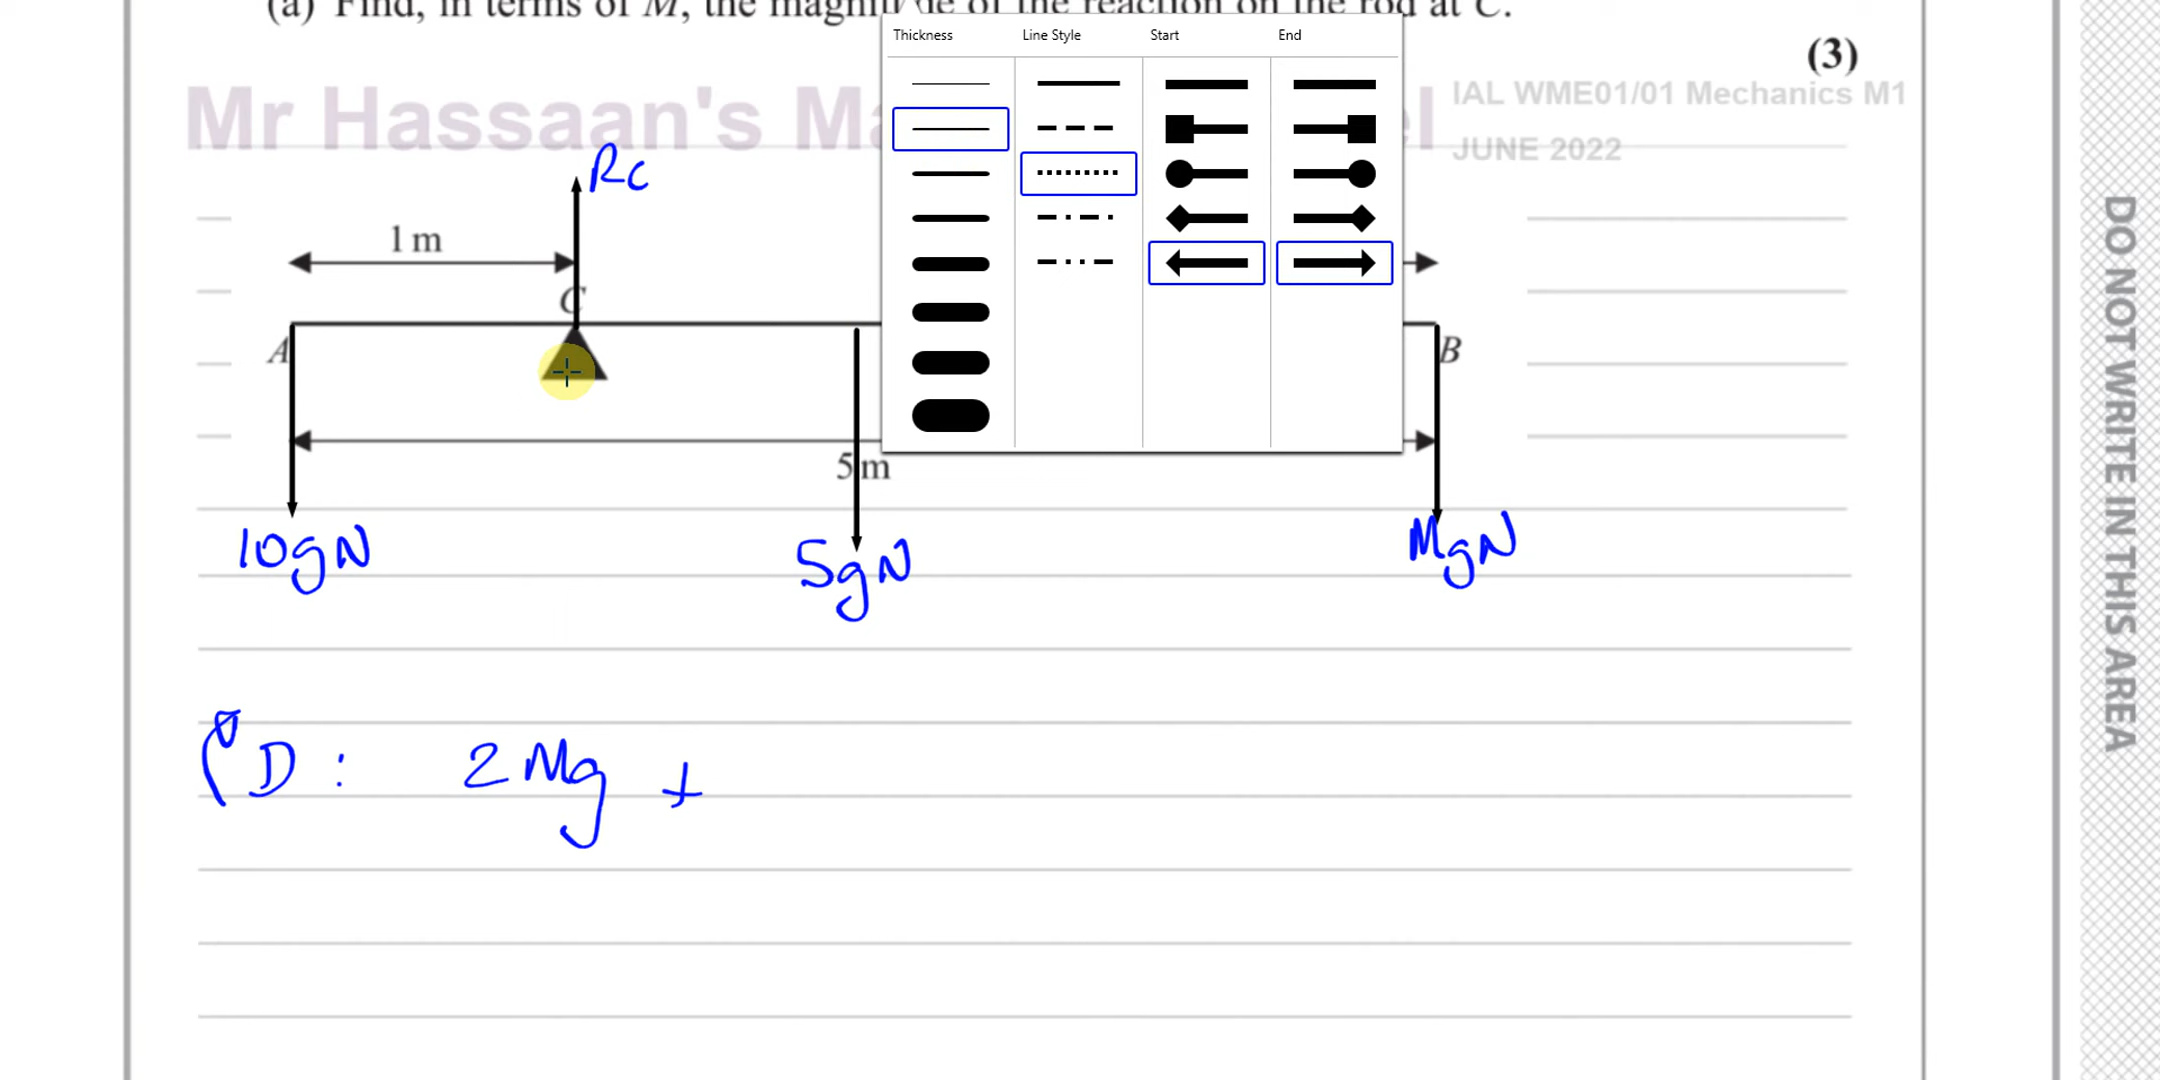 (a) Find, in terms of M, the magnitude of the reaction on the rod at C.
Thickness Line Style Start End
(3)
Mr Hassaan's Ma
el
IAL WME01/01 Mechanics M1
JUNE 2022
Rc
1 m
C
A
B
5 m
10gN
5gN
MgN
D : 2Mg +
DO NOT WRITE IN THIS AREA